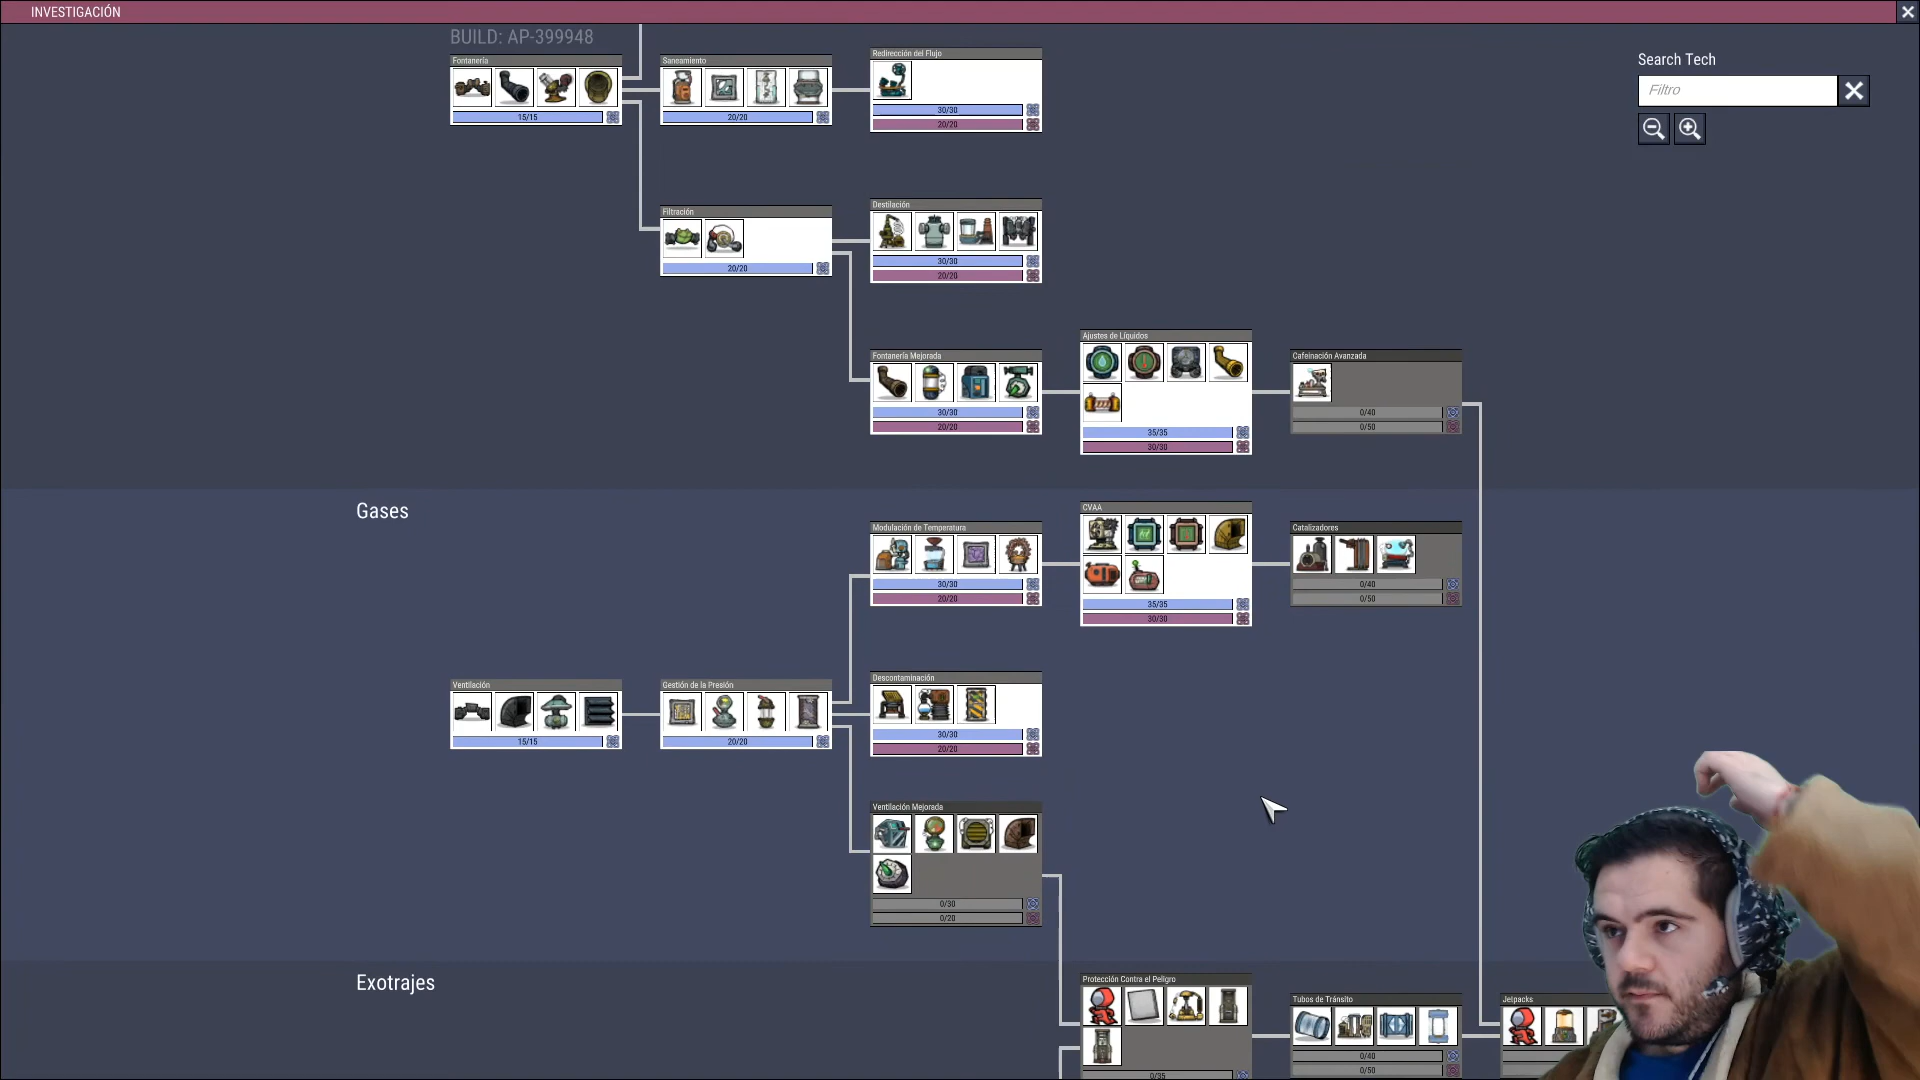 INVESTIGACIÓN
BUILD: AP-399948
Search Tech
Filtro
Fontanería
15/15
Saneamiento
20/20
Redirección del Flujo
30/30
20/20
Filtración
20/20
Destilación
30/30
20/20
Fontanería Mejorada
30/30
20/20
Ajustes de Líquidos
35/35
30/30
Cafeinación Avanzada
0/40
0/50
Gases
Modulación de Temperatura
30/30
20/20
CVAA
35/35
30/30
Catalizadores
0/40
0/50
Ventilación
15/15
Gestión de la Presión
20/20
Descontaminación
30/30
20/20
Ventilación Mejorada
0/30
0/20
Exotrajes
Protección Contra el Peligro
0/35
Tubos de Tránsito
0/40
0/50
Jetpacks